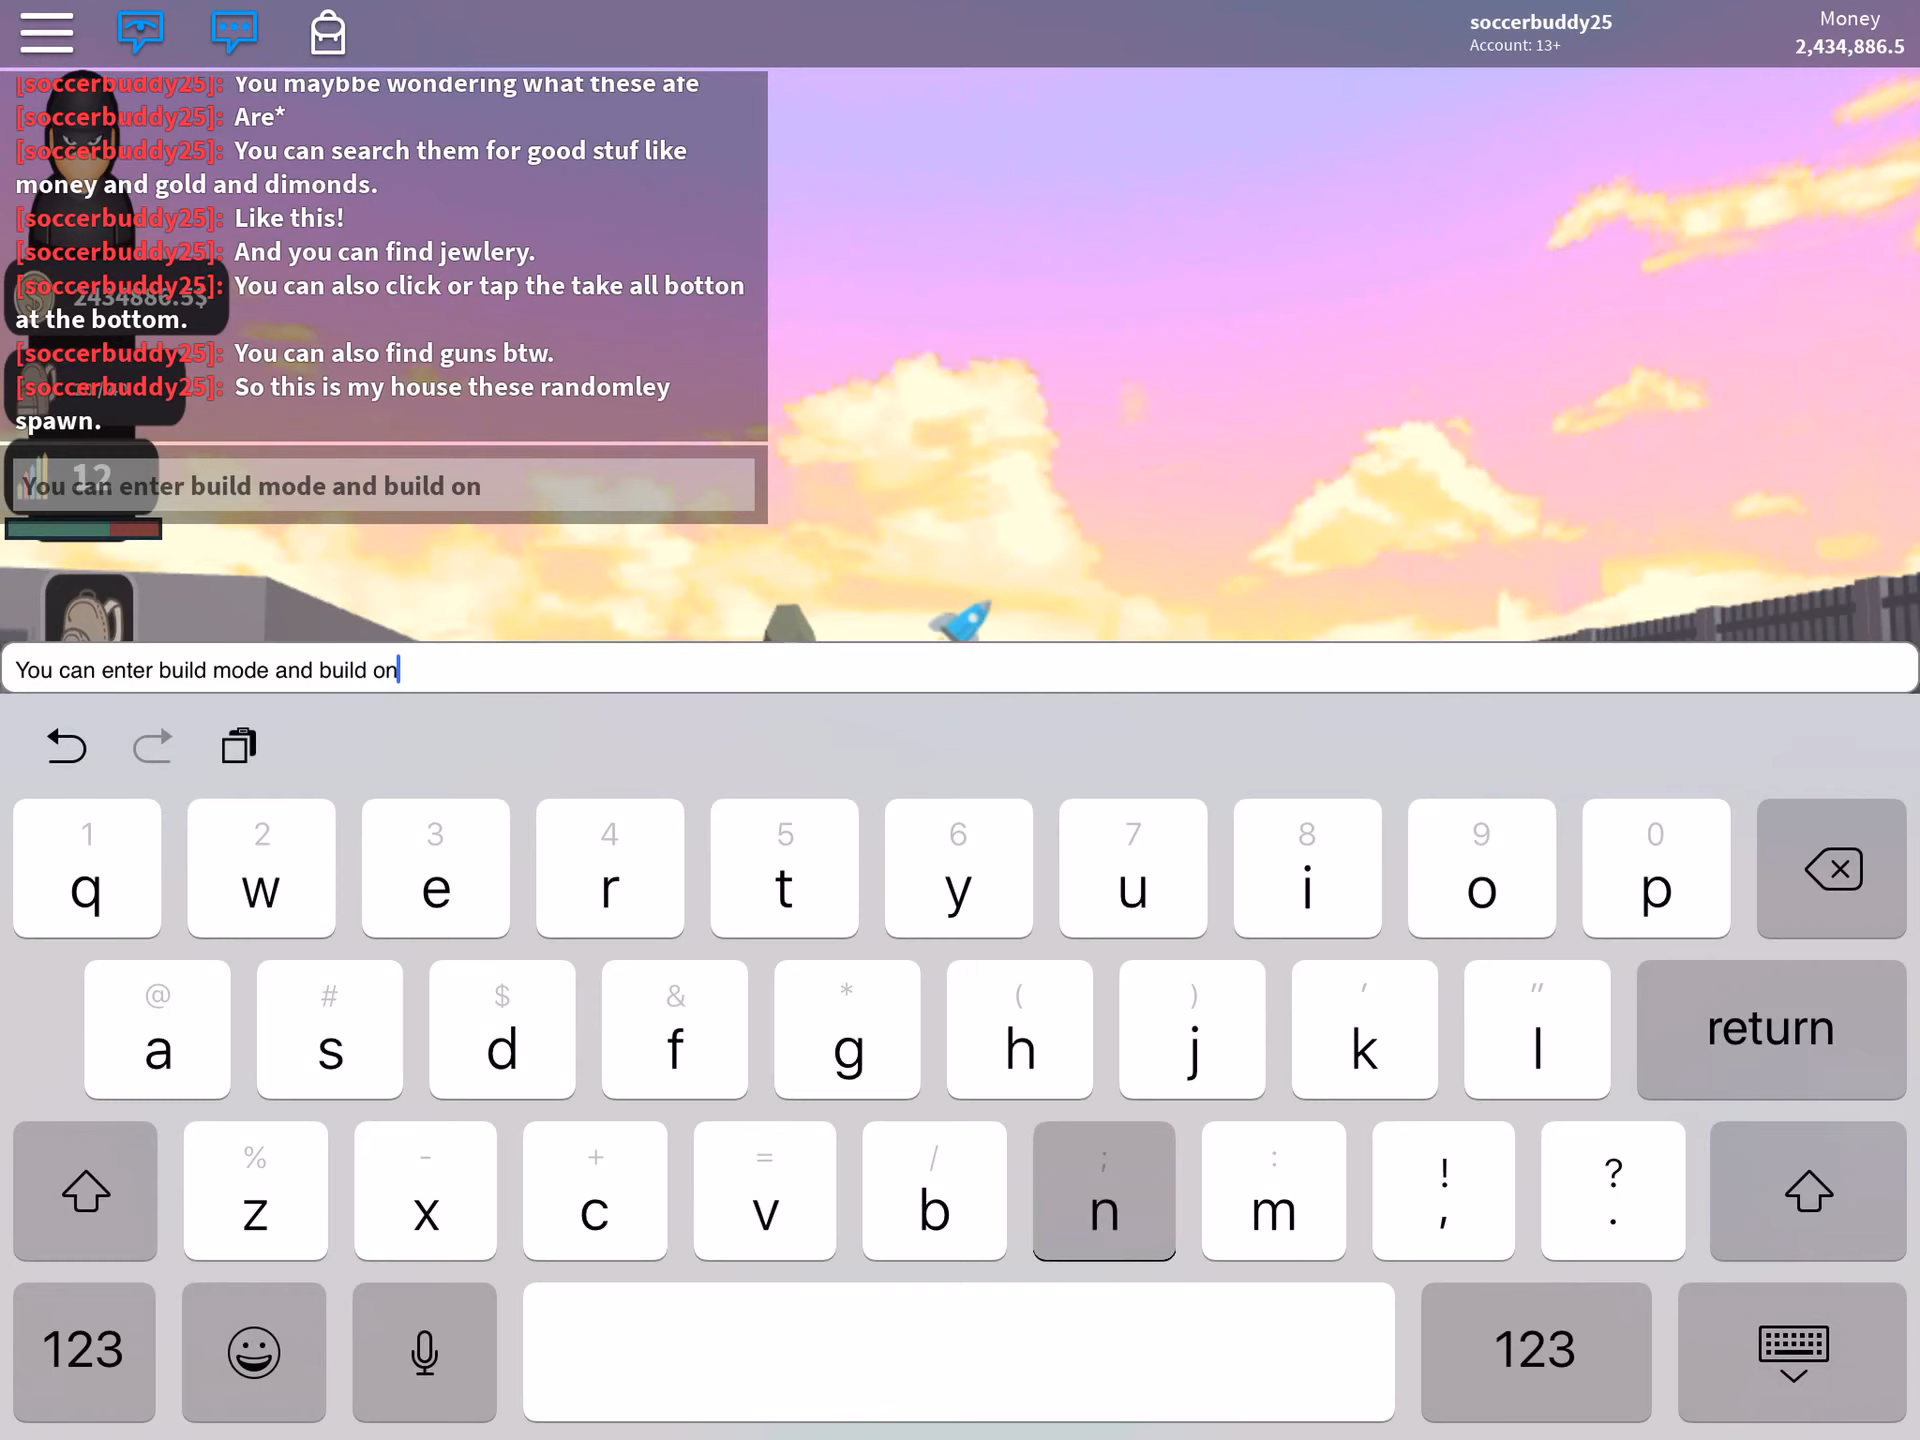 soccerbuddy25
Account: 13+
Money
2,434,886.5
[soccerbuddy25]: You maybbe wondering what these afe
[soccerbuddy25]: Are*
[soccerbuddy25]: You can search them for good stuf like
money and gold and dimonds.
[soccerbuddy25]: Like this!
[soccerbuddy25]: And you can find jewlery.
[soccerbuddy25]: You can also click or tap the take all botton
2434886.5$
at the bottom.
[soccerbuddy25]: You can also find guns btw.
[soccerbuddy25]: So this is my house these randomley
spawn.
12
You can enter build mode and build on
You can enter build mode and build on
1 2 3 4 5 6 7 8 9 0
q w e r t y u i o p
@ # $ & * ( ) ' "
a s d f g h j k l return
% - + = / ; : ! ?
z x c v b n m , .
123 123